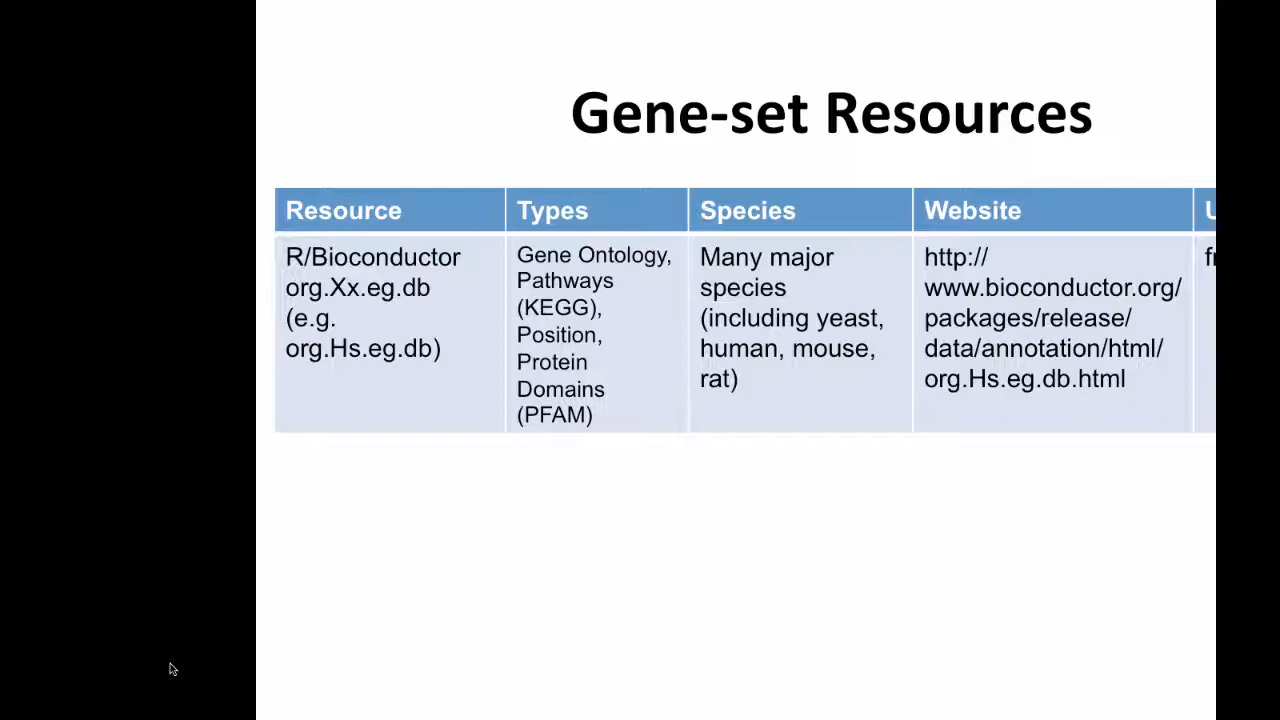 Gene-set Resources
Resource
Types
Species
Website
R/Bioconductor
org.Xx.eg.db
(e.g.
org.Hs.eg.db)
Gene Ontology,
Pathways
(KEGG),
Position,
Protein
Domains
(PFAM)
Many major
species
(including yeast,
human, mouse,
rat)
http://
www.bioconductor.org/
packages/release/
data/annotation/html/
org.Hs.eg.db.html